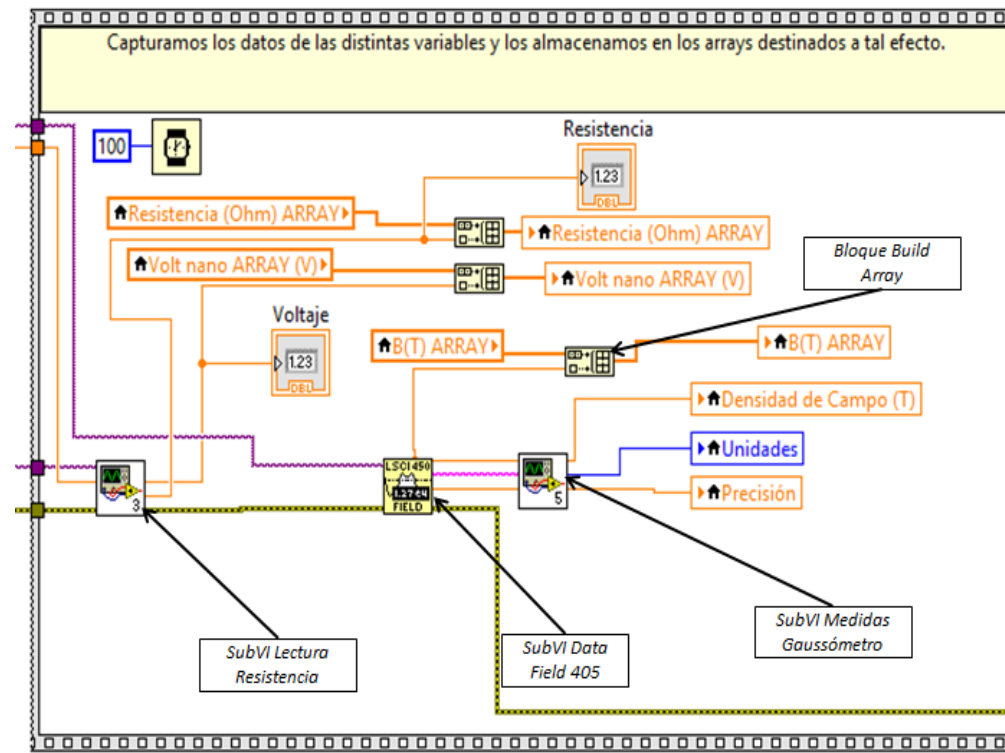 Capturamos los datos de las distintas variables y los almacenamos en los arrays destinados a tal efecto.
100
Resistencia
1.23
DBL
Resistencia (Ohm) ARRAY
Resistencia (Ohm) ARRAY
Volt nano ARRAY (V)
Volt nano ARRAY (V)
Bloque Build
Array
Voltaje
1.23
DBL
B(T) ARRAY
B(T) ARRAY
Densidad de Campo (T)
Unidades
Precisión
3
LSCI 450
FIELD
5
SubVI Lectura
Resistencia
SubVI Data
Field 405
SubVI Medidas
Gaussómetro